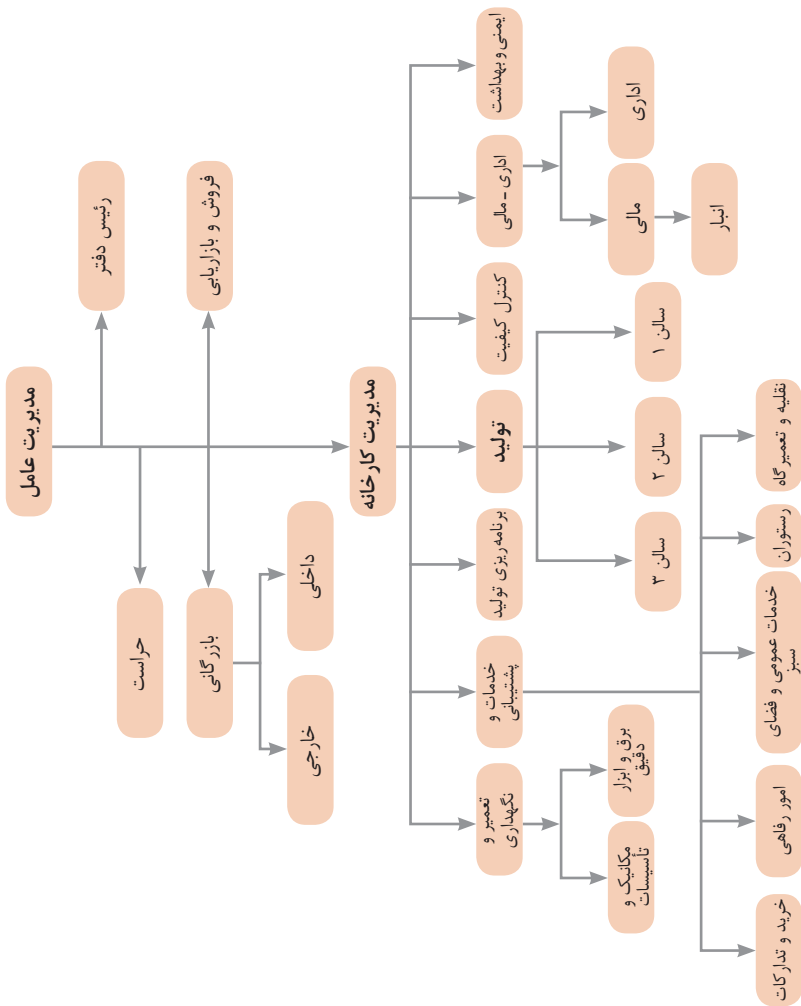 مدیریت عامل
رئیس دفتر
حراست
فروش و بازاریابی
بازرگانی
داخلی
خارجی
مدیریت کارخانه
ایمنی و بهداشت
اداری - مالی
کنترل کیفیت
تولید
برنامه ریزی تولید
خدمات و
پشتیبانی
تعمیر و
نگهداری
اداری
مالی
انبار
سالن ۱
سالن ۲
سالن ۳
برق و ابزار
دقیق
مکانیک و
تأسیسات
نقلیه و تعمیرگاه
رستوران
خدمات عمومی و فضای
سبز
امور رفاهی
خرید و تدارکات